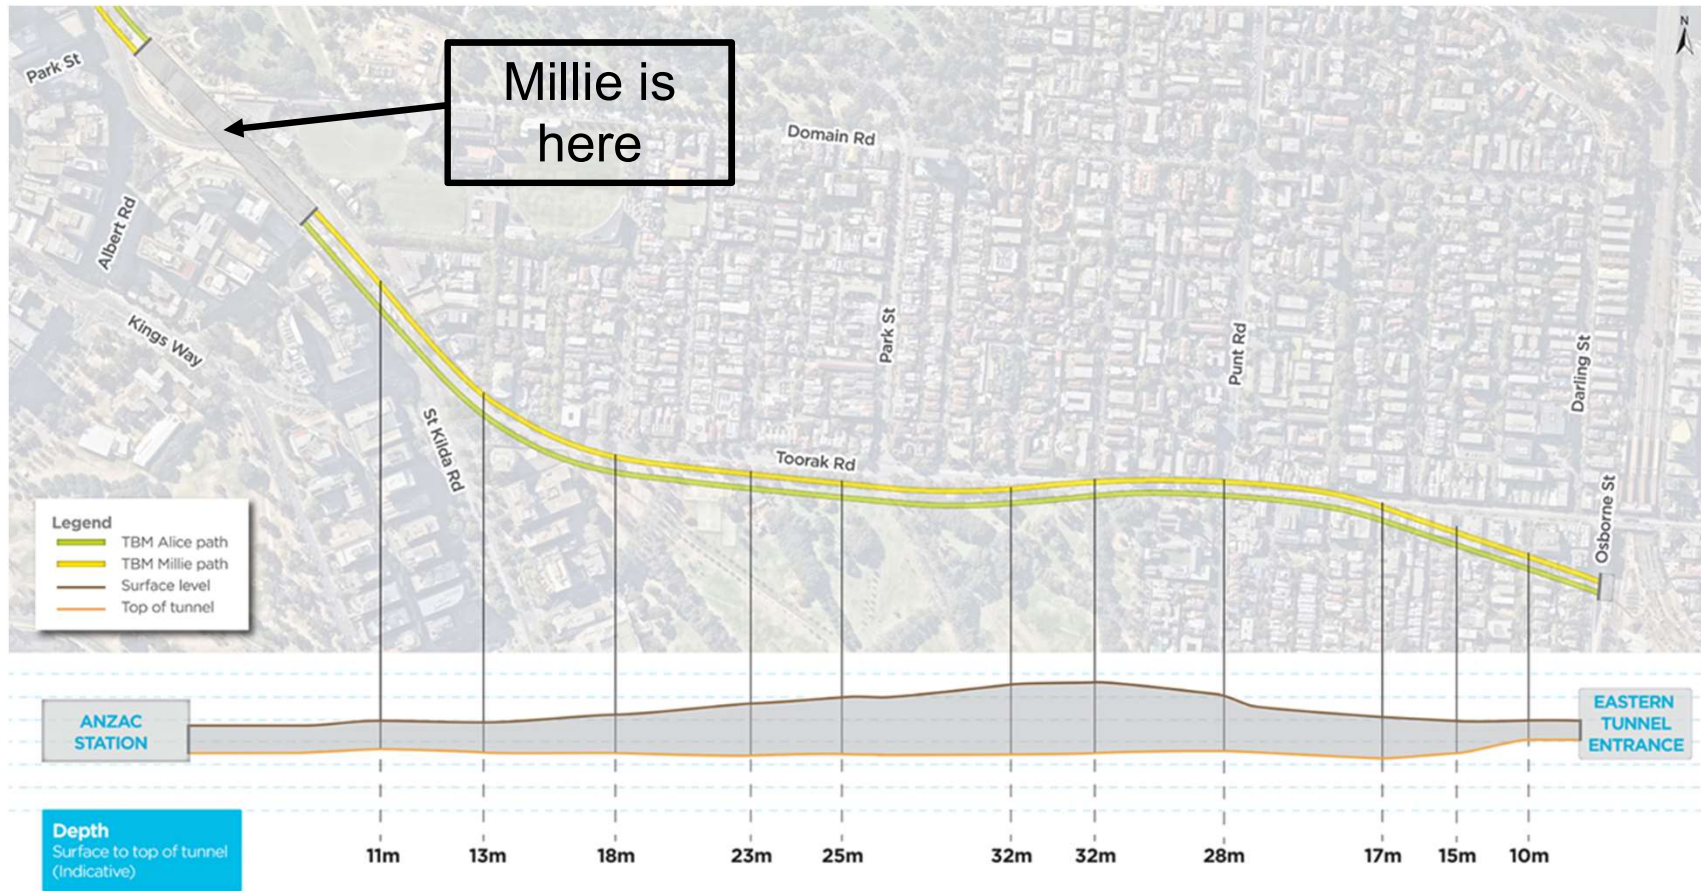 N
Park St
Millie is
here
Domain Rd
Albert Rd
Kings Way
St Kilda Rd
Park St
Toorak Rd
Punt Rd
Darling St
Osborne St
Legend
TBM Alice path
TBM Millie path
Surface level
Top of tunnel
ANZAC
STATION
EASTERN
TUNNEL
ENTRANCE
Depth
Surface to top of tunnel
(Indicative)
11m 13m 18m 23m 25m 32m 32m 28m 17m 15m 10m